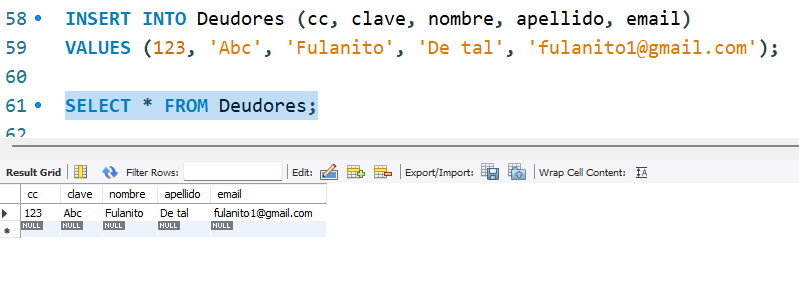 58 INSERT INTO Deudores (cc, clave, nombre, apellido, email)
59 VALUES (123, 'Abc', 'Fulanito', 'De tal', 'fulanito1@gmail.com');
60
61 SELECT * FROM Deudores;
62
Result Grid Filter Rows: Edit: Export/Import: Wrap Cell Content: IA
cc clave nombre apellido email
123 Abc Fulanito De tal fulanito1@gmail.com
NULL NULL NULL NULL NULL